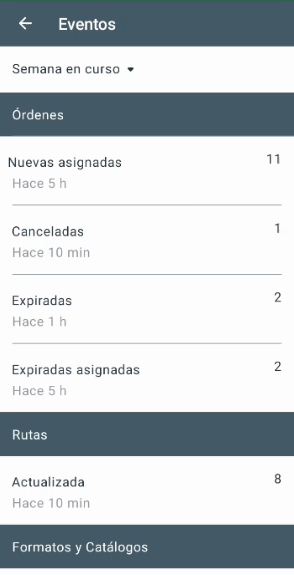 Eventos
Semana en curso
Órdenes
Nuevas asignadas 11
Hace 5 h
Canceladas 1
Hace 10 min
Expiradas 2
Hace 1 h
Expiradas asignadas 2
Hace 5 h
Rutas
Actualizada 8
Hace 10 min
Formatos y Catálogos